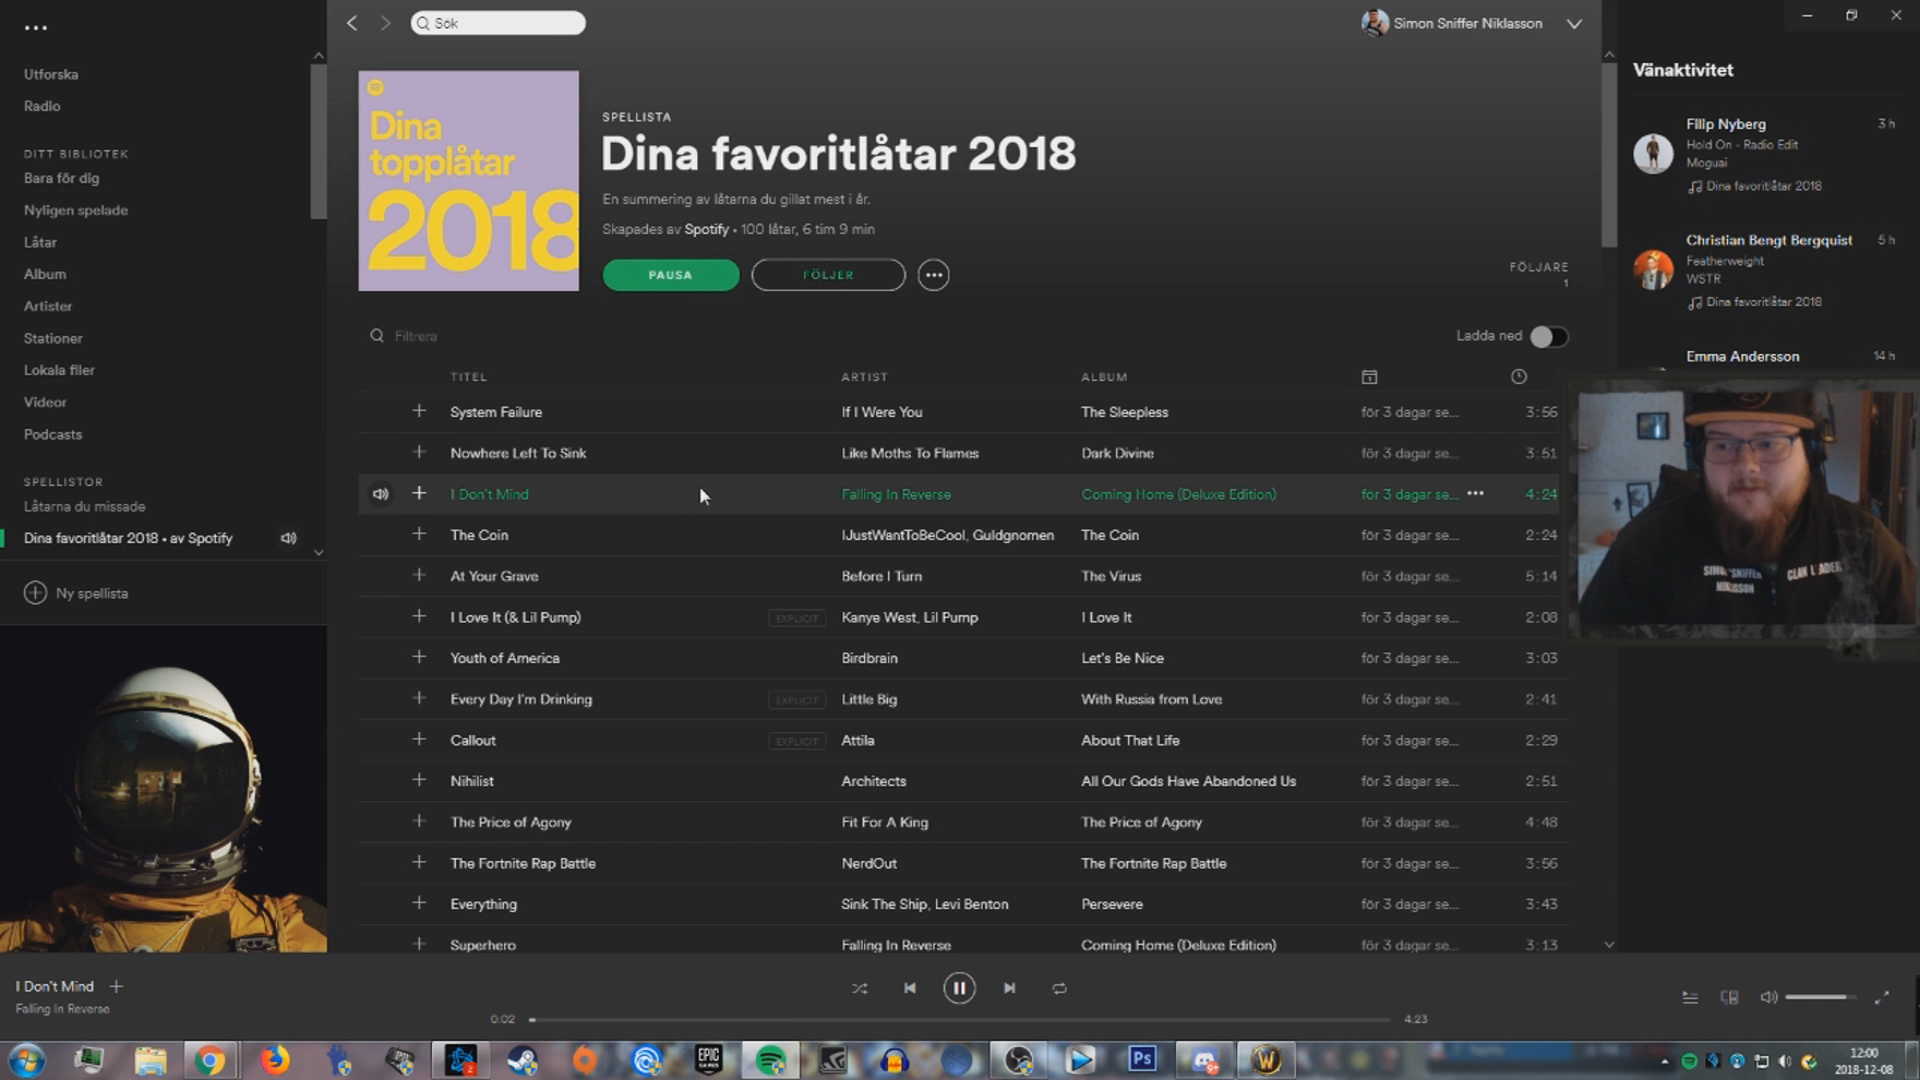 Sök
Simon Sniffer Niklasson
Utforska
Radio
DITT BIBLIOTEK
Bara för dig
Nyligen spelade
Låtar
Album
Artister
Stationer
Lokala filer
Videor
Podcasts
SPELLISTOR
Låtarna du missade
Dina favoritlåtar 2018 • av Spotify
Ny spellista
Dina
topplåtar
2018
SPELLISTA
Dina favoritlåtar 2018
En summering av låtarna du gillat mest i år.
Skapades av Spotify • 100 låtar, 6 tim 9 min
PAUSA
FÖLJER
FÖLJARE
1
Filtrera
Ladda ned
TITEL ARTIST ALBUM
System Failure If I Were You The Sleepless för 3 dagar se... 3:56
Nowhere Left To Sink Like Moths To Flames Dark Divine för 3 dagar se... 3:51
I Don't Mind Falling In Reverse Coming Home (Deluxe Edition) för 3 dagar se... 4:24
The Coin IJustWantToBeCool, Guldgnomen The Coin för 3 dagar se... 2:24
At Your Grave Before I Turn The Virus för 3 dagar se... 5:14
I Love It (& Lil Pump) EXPLICIT Kanye West, Lil Pump I Love It för 3 dagar se... 2:08
Youth of America Birdbrain Let's Be Nice för 3 dagar se... 3:03
Every Day I'm Drinking EXPLICIT Little Big With Russia from Love för 3 dagar se... 2:41
Callout EXPLICIT Attila About That Life för 3 dagar se... 2:29
Nihilist Architects All Our Gods Have Abandoned Us för 3 dagar se... 2:51
The Price of Agony Fit For A King The Price of Agony för 3 dagar se... 4:48
The Fortnite Rap Battle NerdOut The Fortnite Rap Battle för 3 dagar se... 3:56
Everything Sink The Ship, Levi Benton Persevere för 3 dagar se... 3:43
Superhero Falling In Reverse Coming Home (Deluxe Edition) för 3 dagar se... 3:13
Vänaktivitet
Filip Nyberg 3 h
Hold On - Radio Edit
Moguai
Dina favoritlåtar 2018
Christian Bengt Bergquist 5 h
Featherweight
WSTR
Dina favoritlåtar 2018
Emma Andersson 14 h
SIMON SNIFFER
NIKLASSON
CLAN LEADER
I Don't Mind
Falling In Reverse
0:02
4:23
EPIC
GAMES
Ps
12:00
2018-12-08